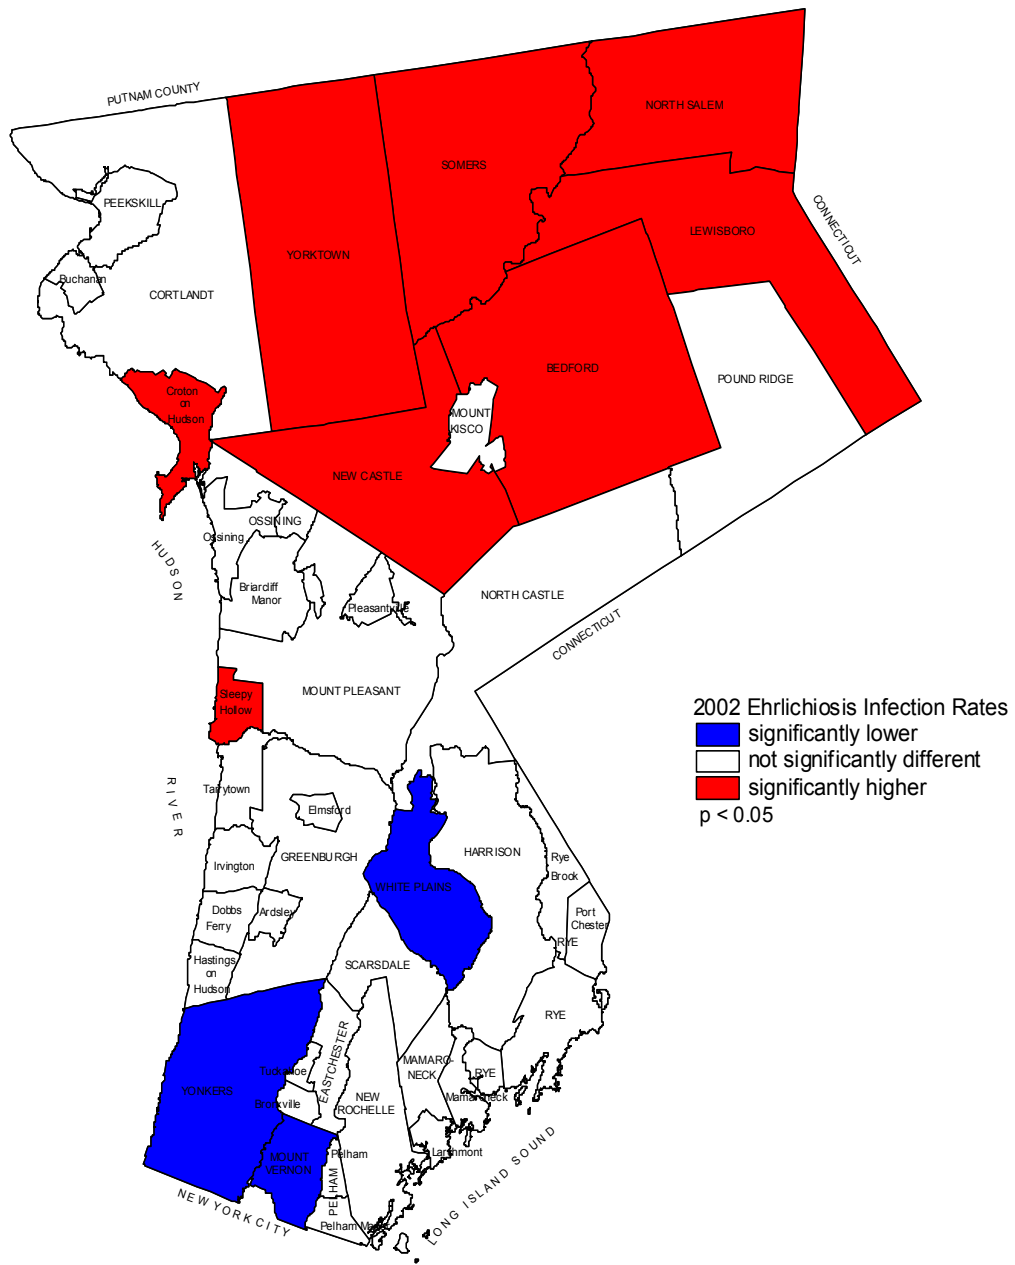 PUTNAM COUNTY
NORTH SALEM
SOMERS
PEEKSKILL
CONNECTICUT
LEWISBORO
YORKTOWN
Buchanan
CORTLANDT
BEDFORD
POUND RIDGE
Croton
on
Hudson
MOUNT
KISCO
NEW CASTLE
OSSINING
Ossining
HUDSON
Briarcliff
Manor
NORTH CASTLE
Pleasantville
CONNECTICUT
Sleepy
Hollow
MOUNT PLEASANT
2002 Ehrlichiosis Infection Rates
significantly lower
not significantly different
significantly higher
p < 0.05
RIVER
Tarrytown
Elmsford
GREENBURGH
HARRISON
Rye
Brook
Irvington
WHITE PLAINS
Dobbs
Ferry
Ardsley
Port
Chester
RYE
Hastings
on
Hudson
SCARSDALE
RYE
EASTCHESTER
MAMARO-
NECK
Tuckahoe
RYE
YONKERS
Bronxville
NEW
ROCHELLE
Mamaroneck
MOUNT
VERNON
Pelham
Larchmont
PELHAM
LONG ISLAND SOUND
NEW YORK CITY
Pelham Manor